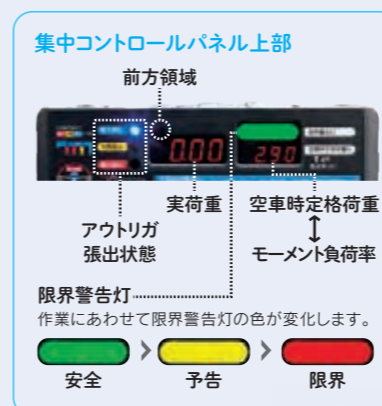 集中コントロールパネル上部
前方領域
0.00
2.90
実荷重
空車時定格荷重
アウトリガ
張出状態
モーメント負荷率
限界警告灯
作業にあわせて限界警告灯の色が変化します。
安全
予告
限界